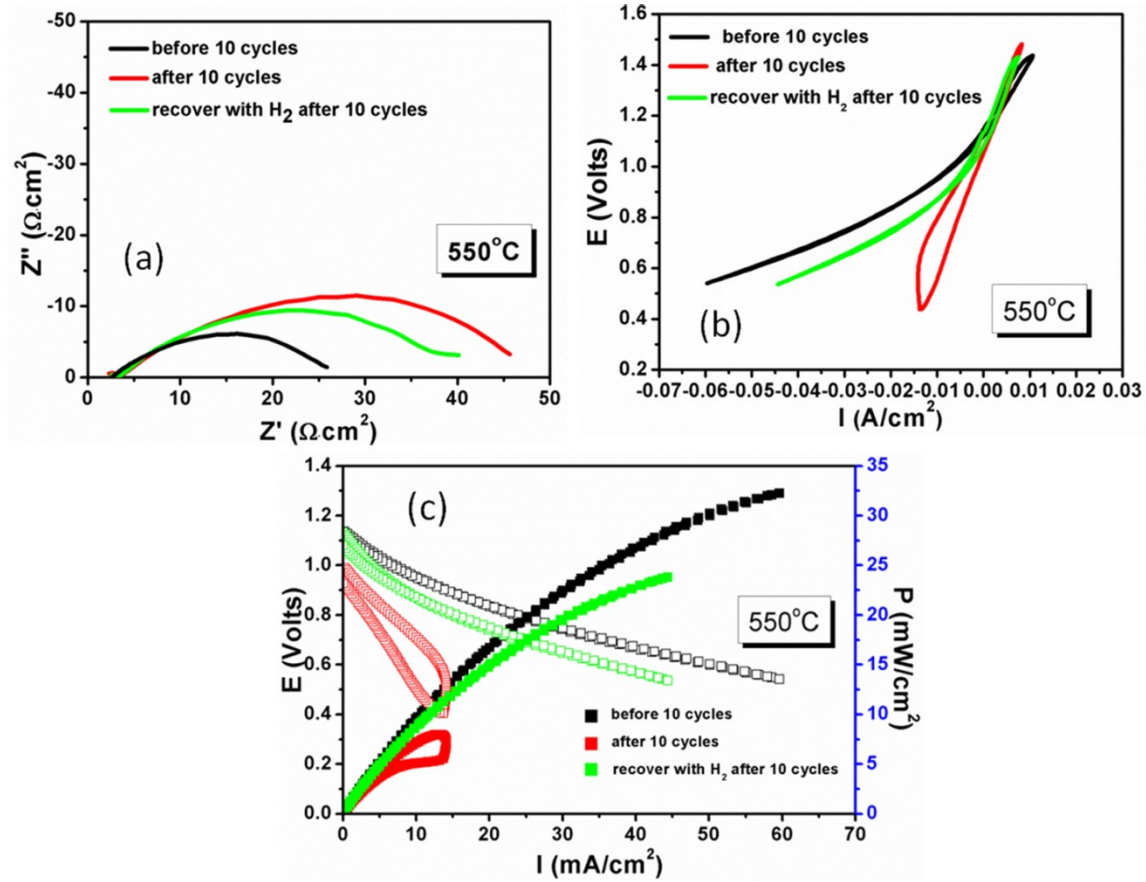 -50
-40
-30
-20
-10
0
Z'' (Ω.cm²)
before 10 cycles
after 10 cycles
recover with H₂ after 10 cycles
(a)
550°C
0 10 20 30 40 50
Z' (Ω.cm²)
1.6
1.4
1.2
1.0
0.8
0.6
0.4
0.2
E (Volts)
before 10 cycles
after 10 cycles
recover with H₂ after 10 cycles
(b)
550°C
-0.07 -0.06 -0.05 -0.04 -0.03 -0.02 -0.01 0.00 0.01 0.02 0.03
I (A/cm²)
1.4
1.2
1.0
0.8
0.6
0.4
0.2
0.0
E (Volts)
(c)
550°C
before 10 cycles
after 10 cycles
recover with H₂ after 10 cycles
35
30
25
20
15
10
5
0
P (mW/cm²)
0 10 20 30 40 50 60 70
I (mA/cm²)